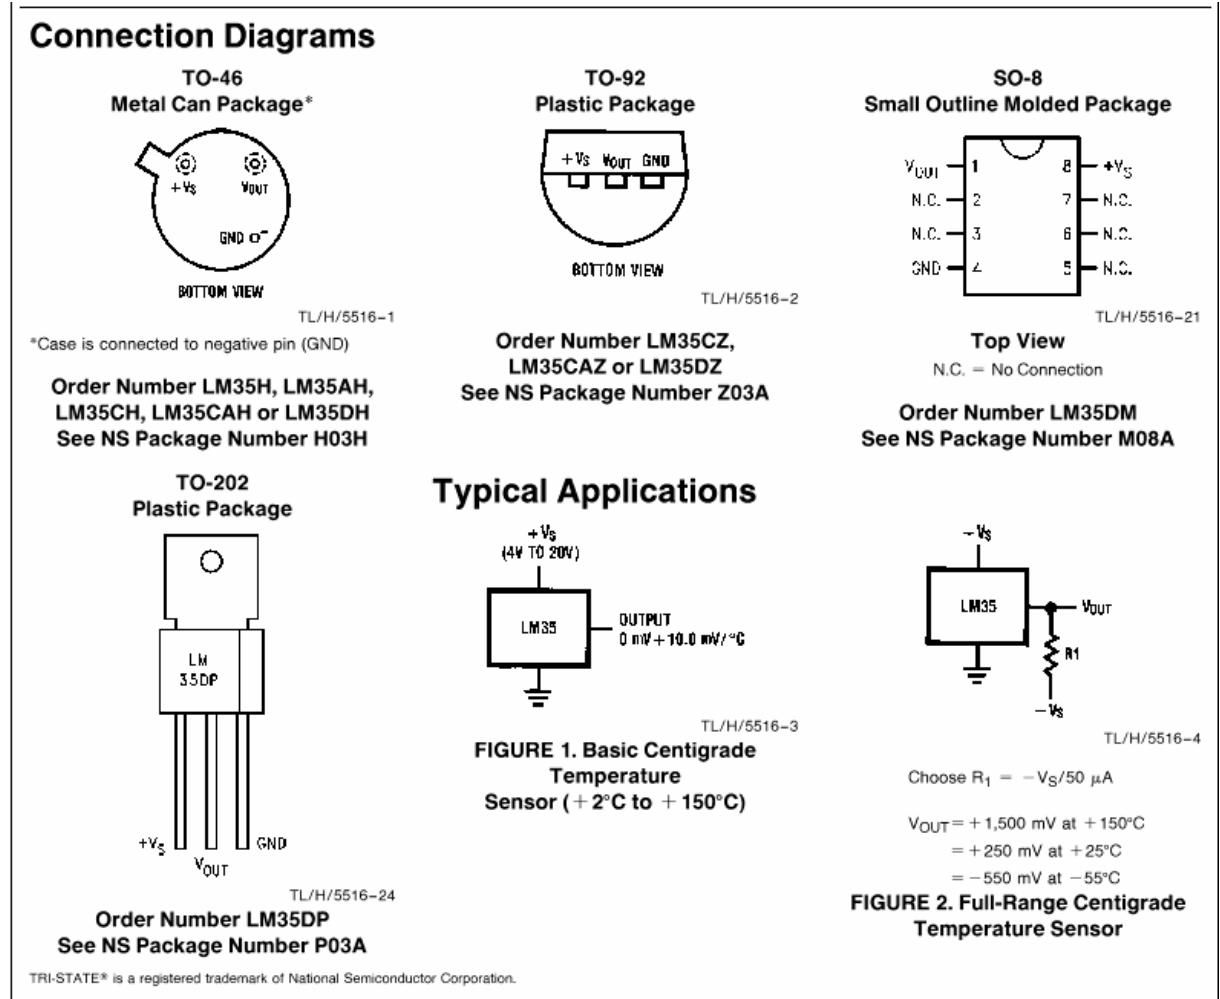 Connection Diagrams
TO-46
Metal Can Package*
+VS
VOUT
GND
BOTTOM VIEW
TL/H/5516–1
*Case is connected to negative pin (GND)
Order Number LM35H, LM35AH,
LM35CH, LM35CAH or LM35DH
See NS Package Number H03H
TO-92
Plastic Package
+VS VOUT GND
BOTTOM VIEW
TL/H/5516–2
Order Number LM35CZ,
LM35CAZ or LM35DZ
See NS Package Number Z03A
SO-8
Small Outline Molded Package
VOUT 1 8 +VS
N.C. 2 7 N.C.
N.C. 3 6 N.C.
GND 4 5 N.C.
TL/H/5516–21
Top View
N.C. = No Connection
Order Number LM35DM
See NS Package Number M08A
TO-202
Plastic Package
LM
35DP
+VS
VOUT
GND
TL/H/5516–24
Order Number LM35DP
See NS Package Number P03A
Typical Applications
+VS
(4V TO 20V)
LM35
OUTPUT
0 mV + 10.0 mV/°C
TL/H/5516–3
FIGURE 1. Basic Centigrade
Temperature
Sensor (+2°C to +150°C)
−VS
LM35
VOUT
R1
−VS
TL/H/5516–4
Choose R1 = −VS/50 μA
VOUT = +1,500 mV at +150°C
= +250 mV at +25°C
= −550 mV at −55°C
FIGURE 2. Full-Range Centigrade
Temperature Sensor
TRI-STATE® is a registered trademark of National Semiconductor Corporation.